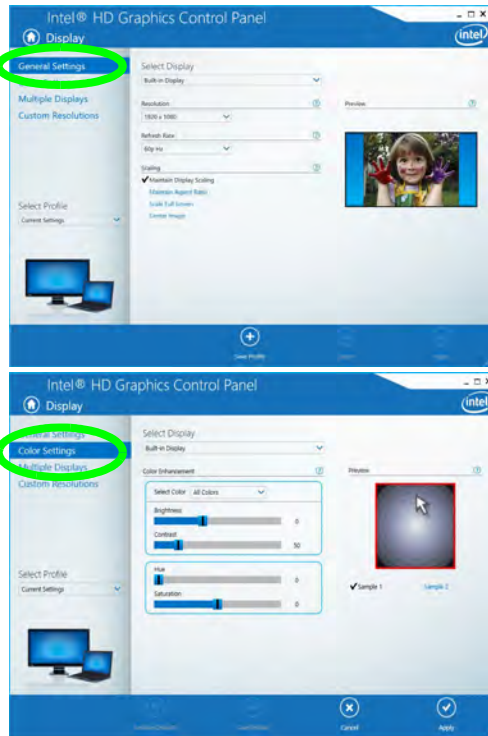 Intel® HD Graphics Control Panel
Display
intel
General Settings
Multiple Displays
Custom Resolutions
Select Profile
Current Settings
Select Display
Built-in Display
Resolution
1920 x 1080
Refresh Rate
60p Hz
Scaling
Maintain Display Scaling
Maintain Aspect Ratio
Scale Full Screen
Center Image
Preview
Save Profile
Intel® HD Graphics Control Panel
Display
intel
General Settings
Color Settings
Multiple Displays
Custom Resolutions
Select Profile
Current Settings
Select Display
Built-in Display
Color Enhancement
Select Color All Colors
Brightness
0
Contrast
50
Hue
0
Saturation
0
Preview
Sample 1 Sample 2
Cancel Apply